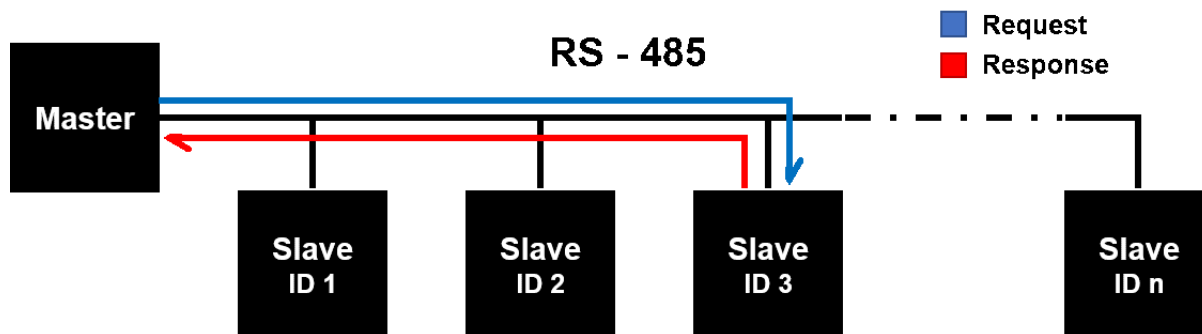 RS - 485
Request
Response
Master
Slave
ID 1
Slave
ID 2
Slave
ID 3
Slave
ID n